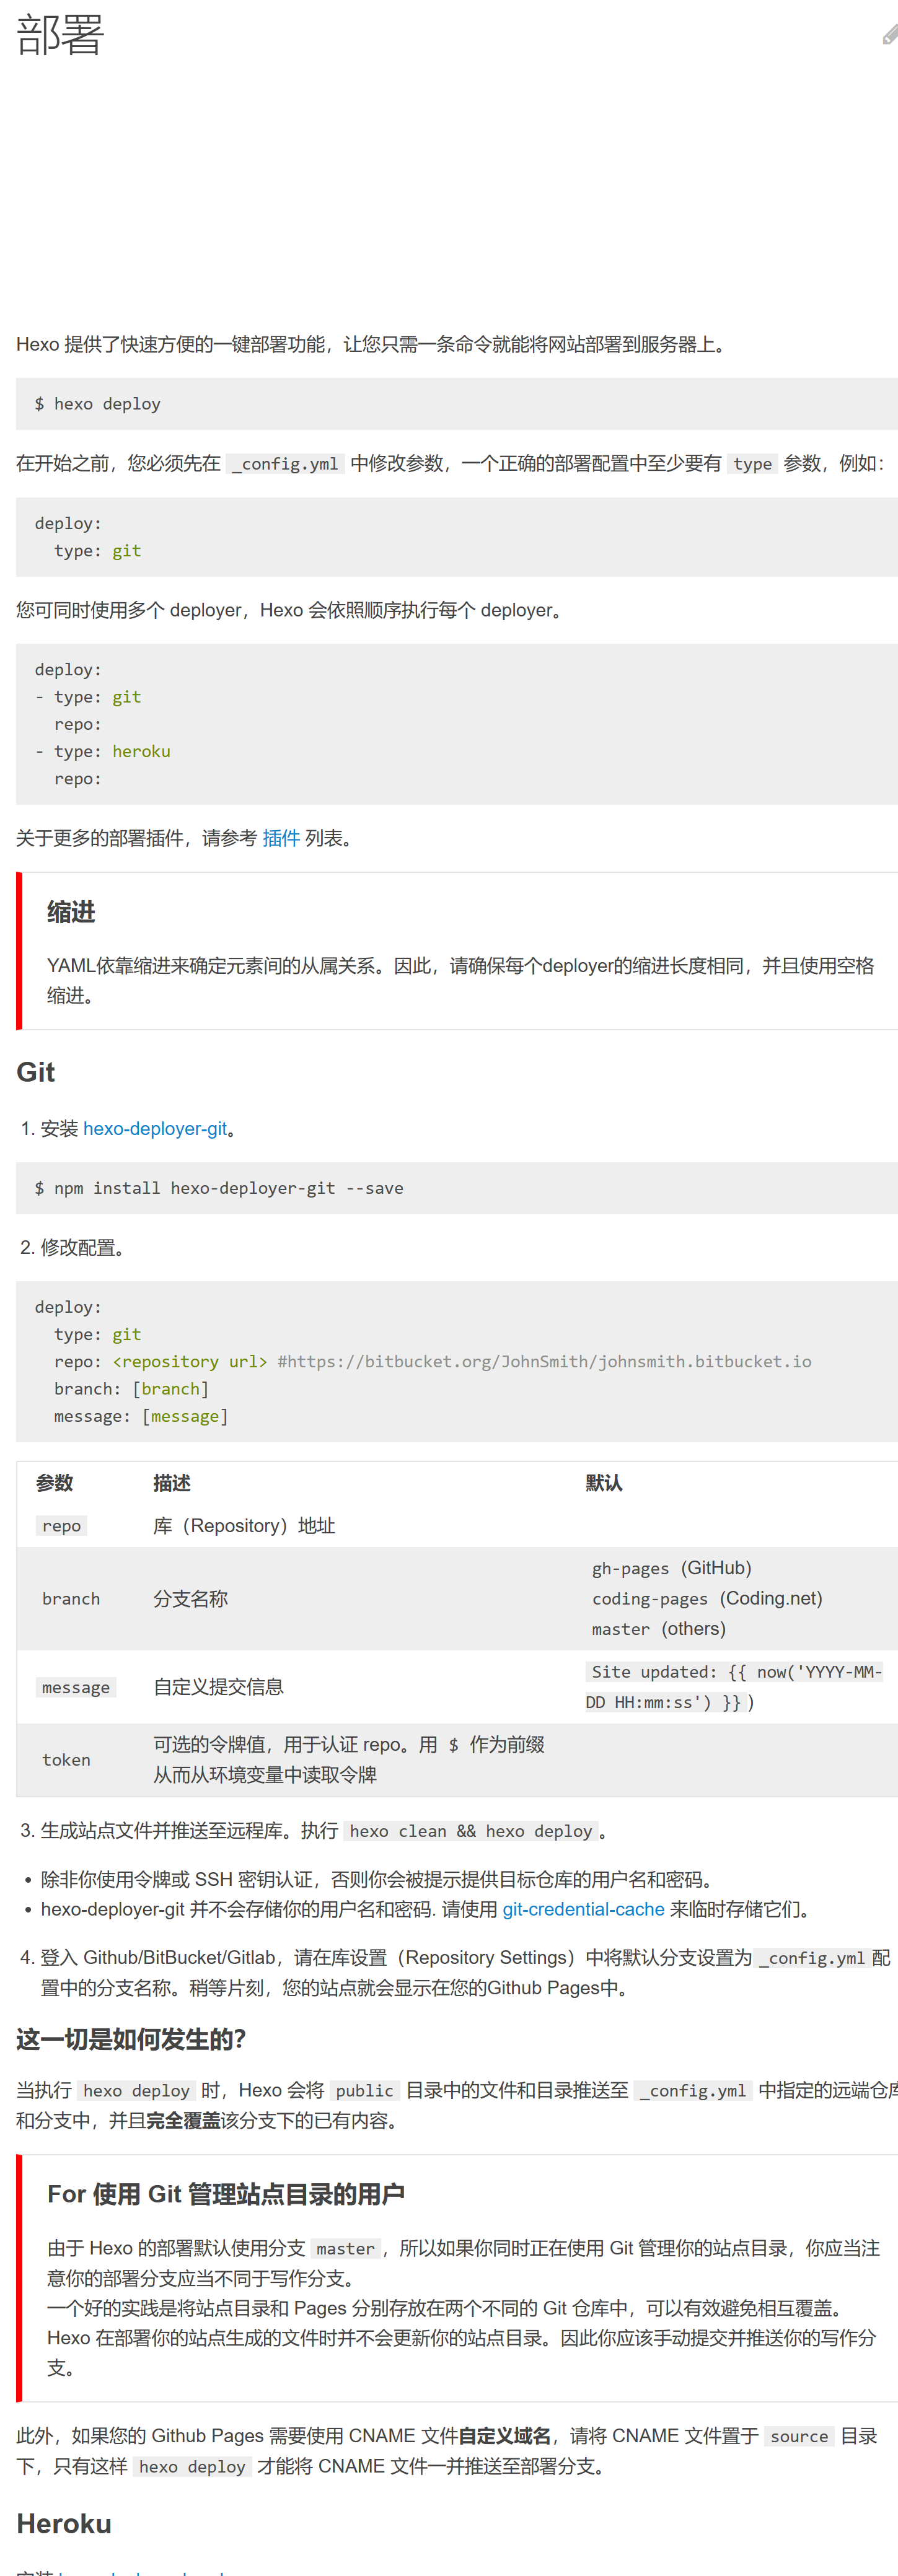 部署
Hexo 提供了快速方便的一键部署功能，让您只需一条命令就能将网站部署到服务器上。
$ hexo deploy
在开始之前，您必须先在 _config.yml 中修改参数，一个正确的部署配置中至少要有 type 参数，例如：
deploy:
  type: git
您可同时使用多个 deployer，Hexo 会依照顺序执行每个 deployer。
deploy:
- type: git
  repo:
- type: heroku
  repo:
关于更多的部署插件，请参考 插件 列表。
缩进
YAML依靠缩进来确定元素间的从属关系。因此，请确保每个deployer的缩进长度相同，并且使用空格
缩进。
Git
1. 安装 hexo-deployer-git。
$ npm install hexo-deployer-git --save
2. 修改配置。
deploy:
  type: git
  repo: <repository url> #https://bitbucket.org/JohnSmith/johnsmith.bitbucket.io
  branch: [branch]
  message: [message]
参数 描述 默认
repo 库（Repository）地址
gh-pages (GitHub)
branch 分支名称 coding-pages (Coding.net)
master (others)
message 自定义提交信息 Site updated: {{ now('YYYY-MM-
DD HH:mm:ss') }})
可选的令牌值，用于认证 repo。用 $ 作为前缀
token
从而从环境变量中读取令牌
3. 生成站点文件并推送至远程库。执行 hexo clean && hexo deploy。
• 除非你使用令牌或 SSH 密钥认证，否则你会被提示提供目标仓库的用户名和密码。
• hexo-deployer-git 并不会存储你的用户名和密码. 请使用 git-credential-cache 来临时存储它们。
4. 登入 Github/BitBucket/Gitlab，请在库设置（Repository Settings）中将默认分支设置为_config.yml配
置中的分支名称。稍等片刻，您的站点就会显示在您的Github Pages中。
这一切是如何发生的？
当执行 hexo deploy 时，Hexo 会将 public 目录中的文件和目录推送至 _config.yml 中指定的远端仓库
和分支中，并且完全覆盖该分支下的已有内容。
For 使用 Git 管理站点目录的用户
由于 Hexo 的部署默认使用分支 master，所以如果你同时正在使用 Git 管理你的站点目录，你应当注
意你的部署分支应当不同于写作分支。
一个好的实践是将站点目录和 Pages 分别存放在两个不同的 Git 仓库中，可以有效避免相互覆盖。
Hexo 在部署你的站点生成的文件时并不会更新你的站点目录。因此你应该手动提交并推送你的写作分
支。
此外，如果您的 Github Pages 需要使用 CNAME 文件自定义域名，请将 CNAME 文件置于 source 目录
下，只有这样 hexo deploy 才能将 CNAME 文件一并推送至部署分支。
Heroku